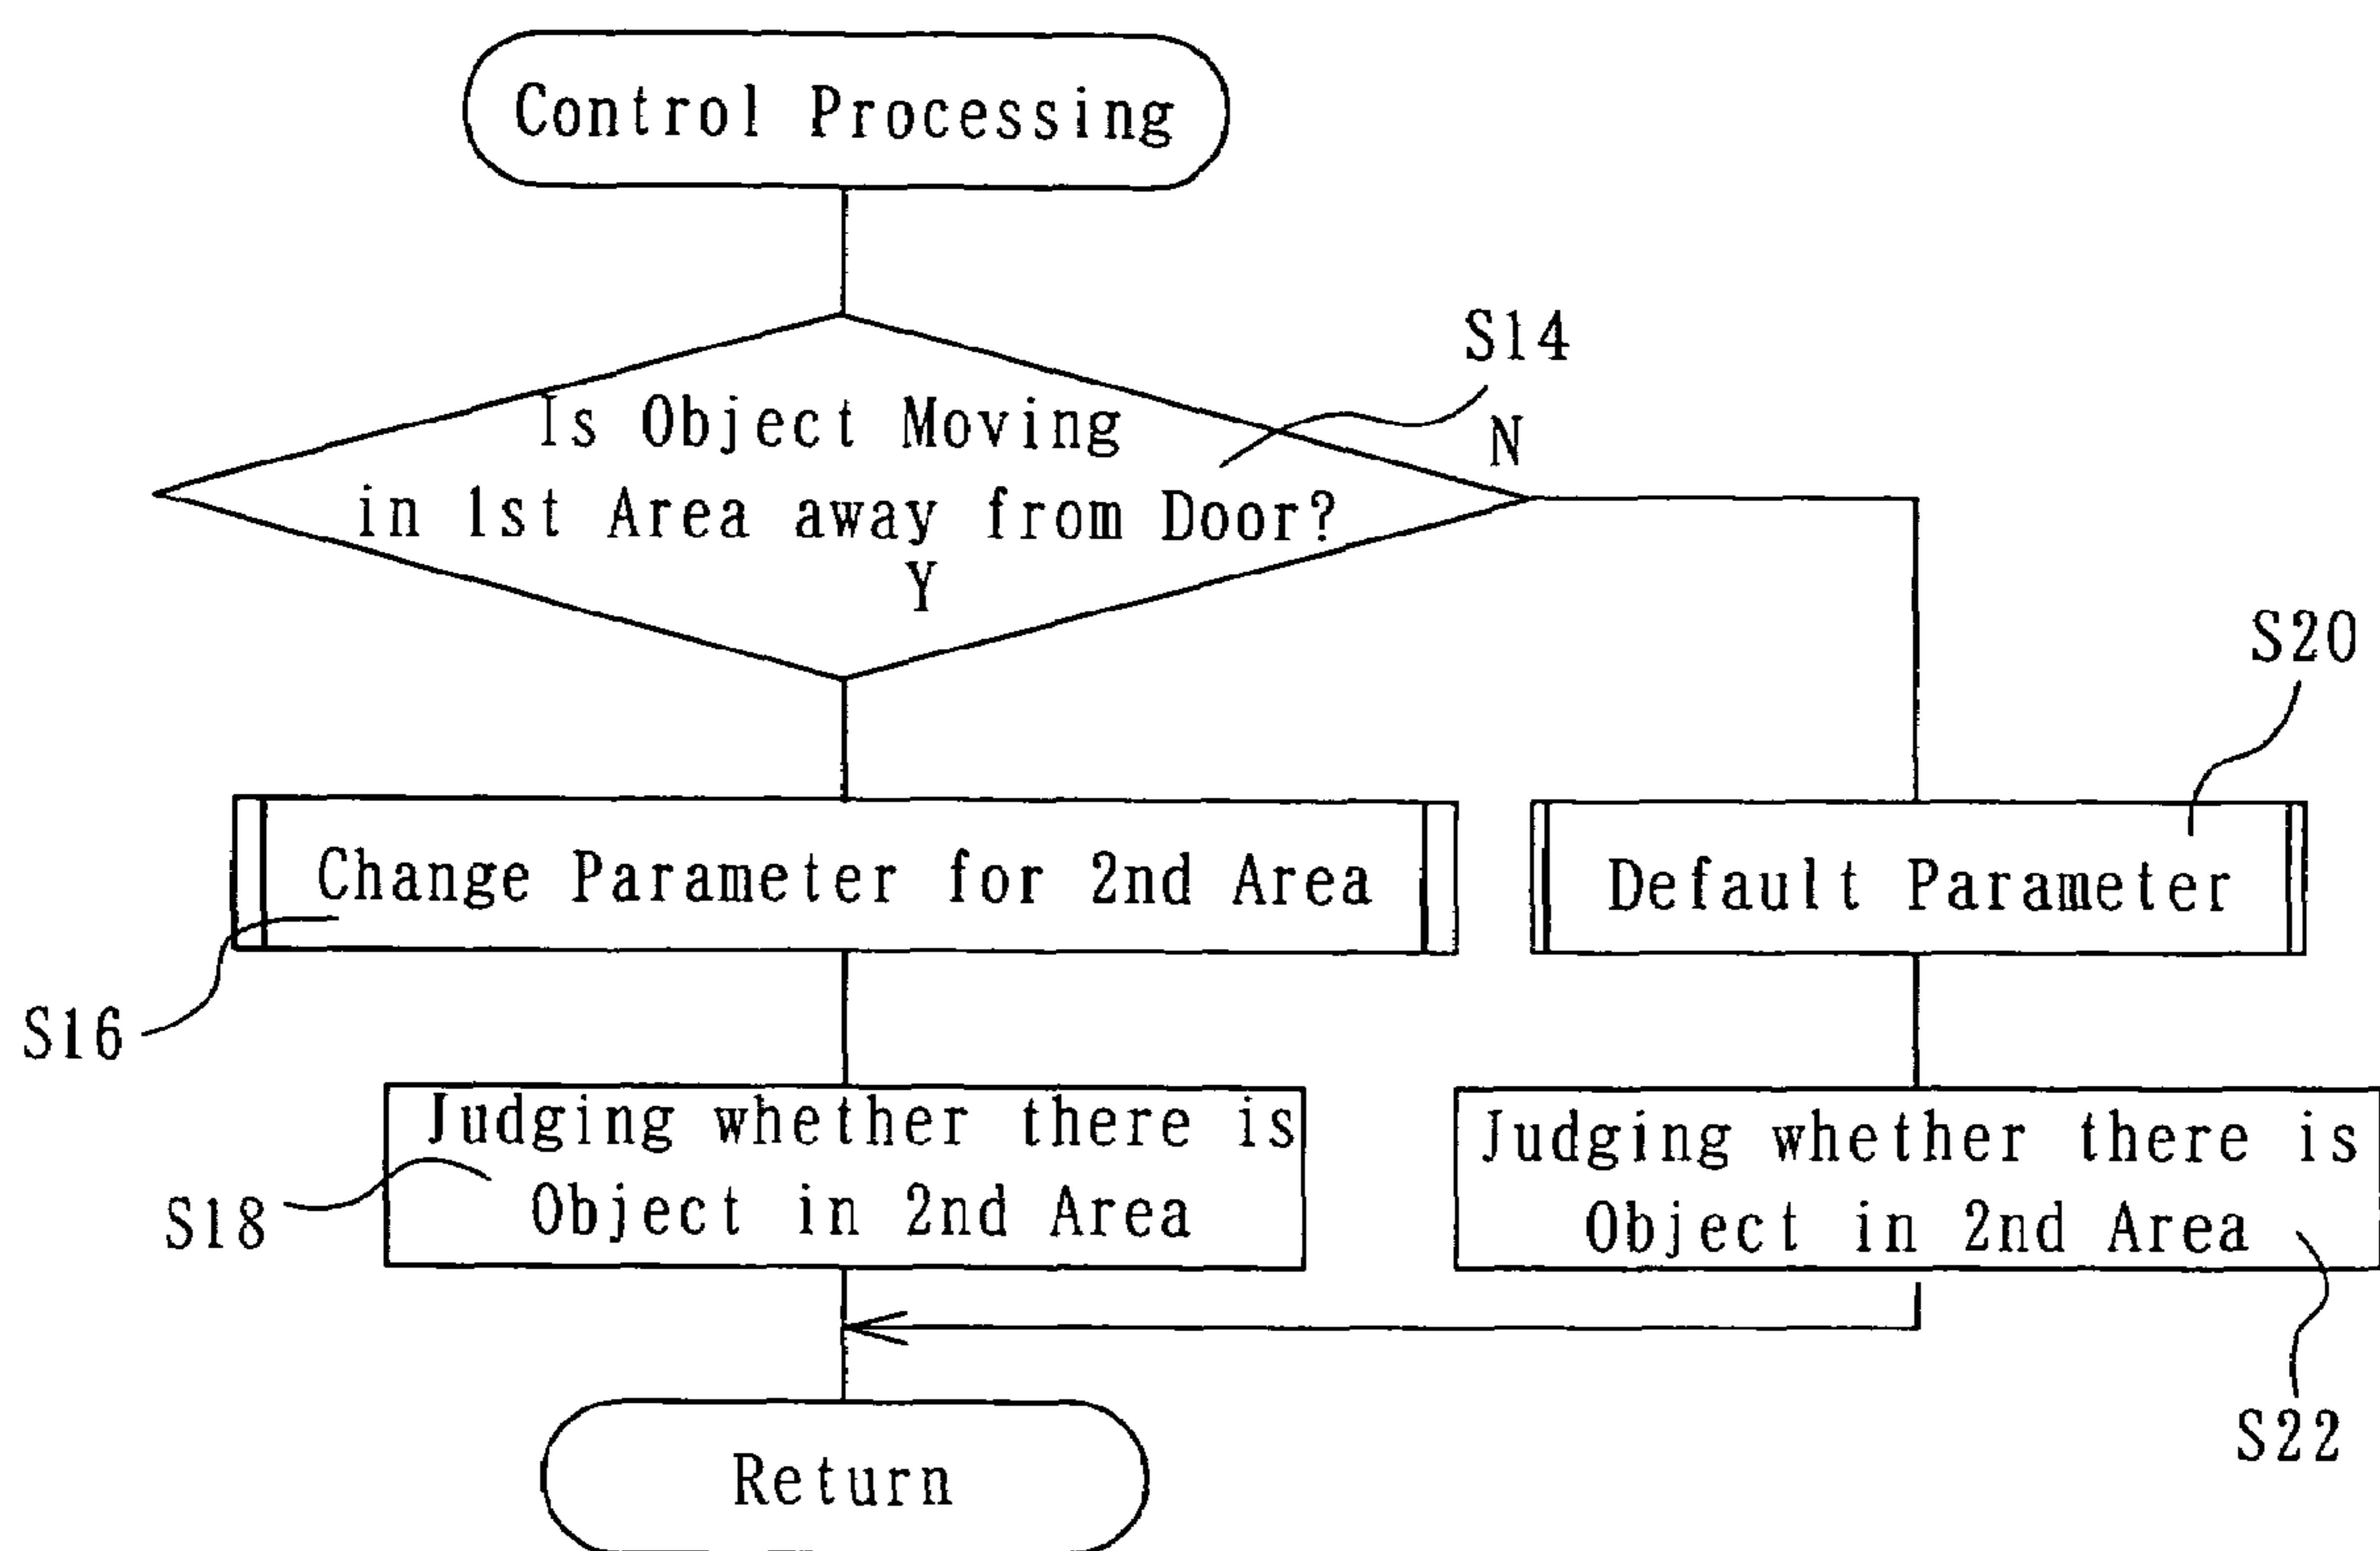 Control Processing
S14
Is Object Moving
N
in 1st Area away from Door?
Y
S20
Change Parameter for 2nd Area
Default Parameter
S16
Judging whether there is
Object in 2nd Area
S18
Judging whether there is
Object in 2nd Area
S22
Return